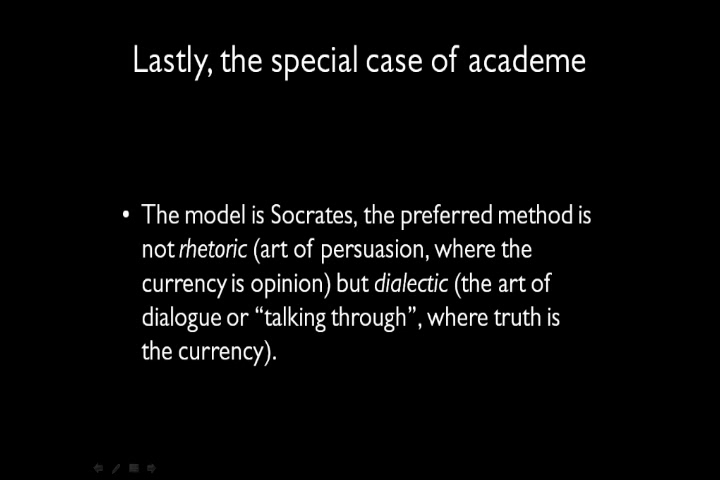 Lastly, the special case of academe
• The model is Socrates, the preferred method is
not rhetoric (art of persuasion, where the
currency is opinion) but dialectic (the art of
dialogue or “talking through”, where truth is
the currency).